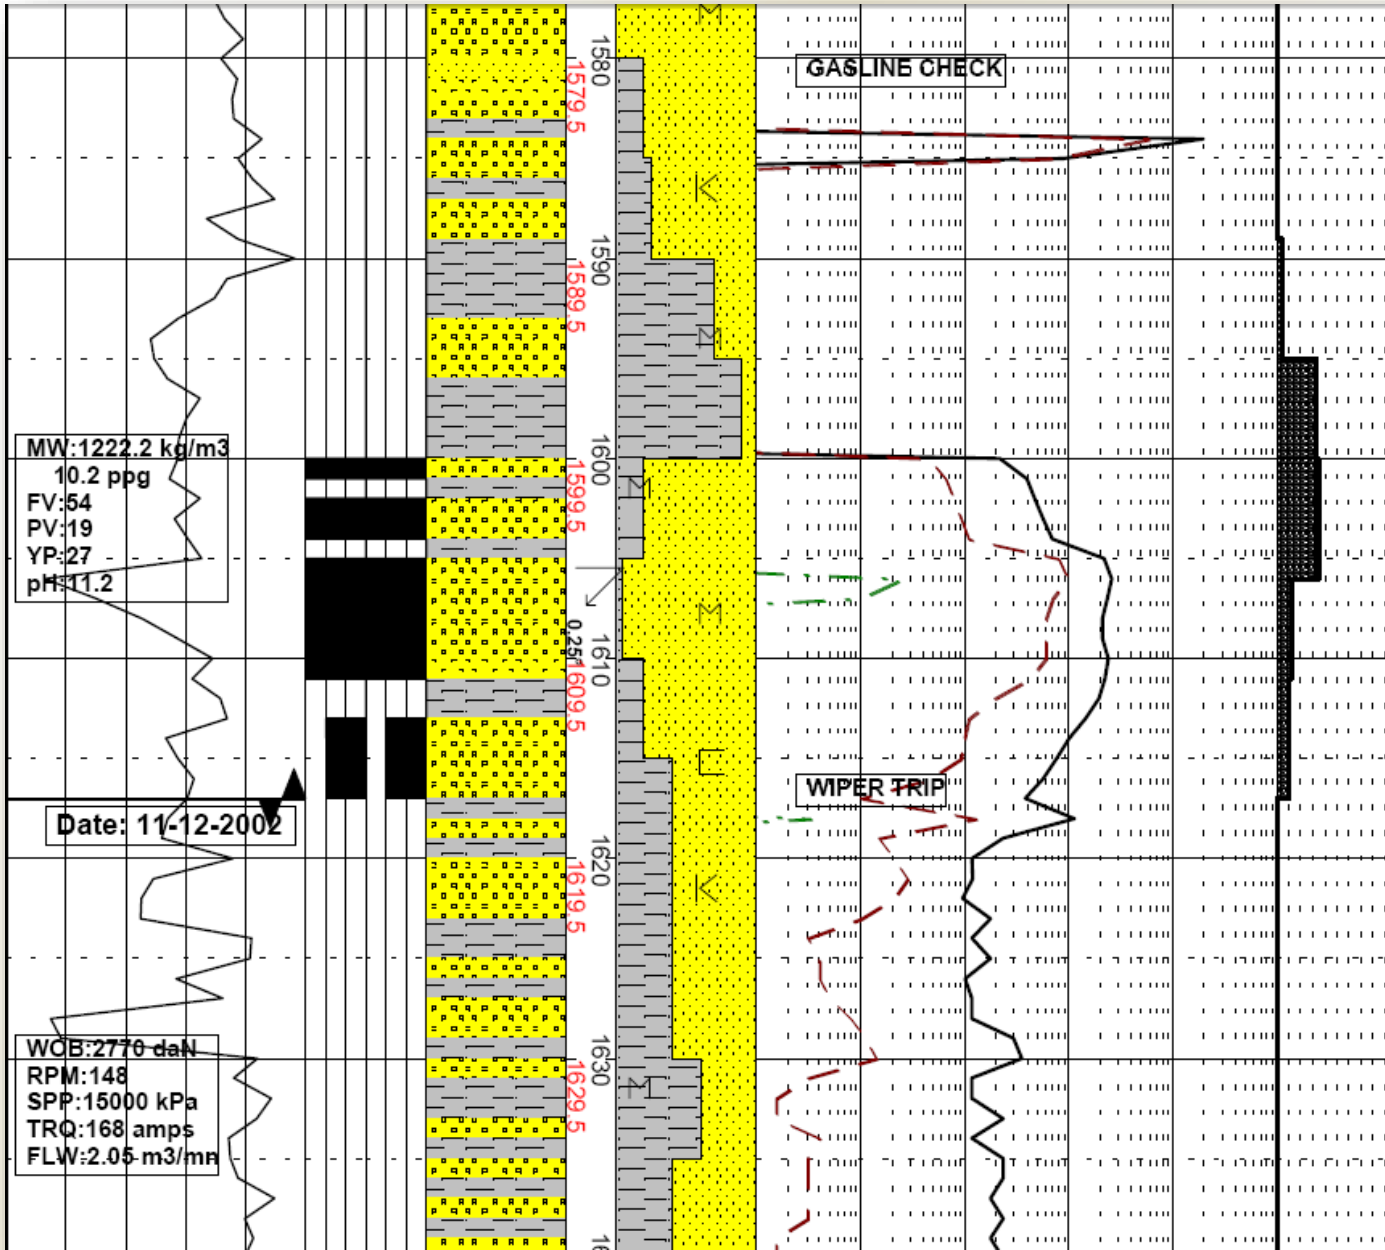 GASLINE CHECK
1580
1579.5
1590
1589.5
MW:1222.2 kg/m3
10.2 ppg
FV:54
PV:19
YP:27
pH:11.2
1600
1599.5
0.25°
1610
1609.5
WIPER TRIP
Date: 11-12-2002
1620
1619.5
WOB:2770 daN
RPM:148
SPP:15000 kPa
TRQ:168 amps
FLW:2.05 m3/mn
1630
1629.5
M
K
M
M
M
L
K
M